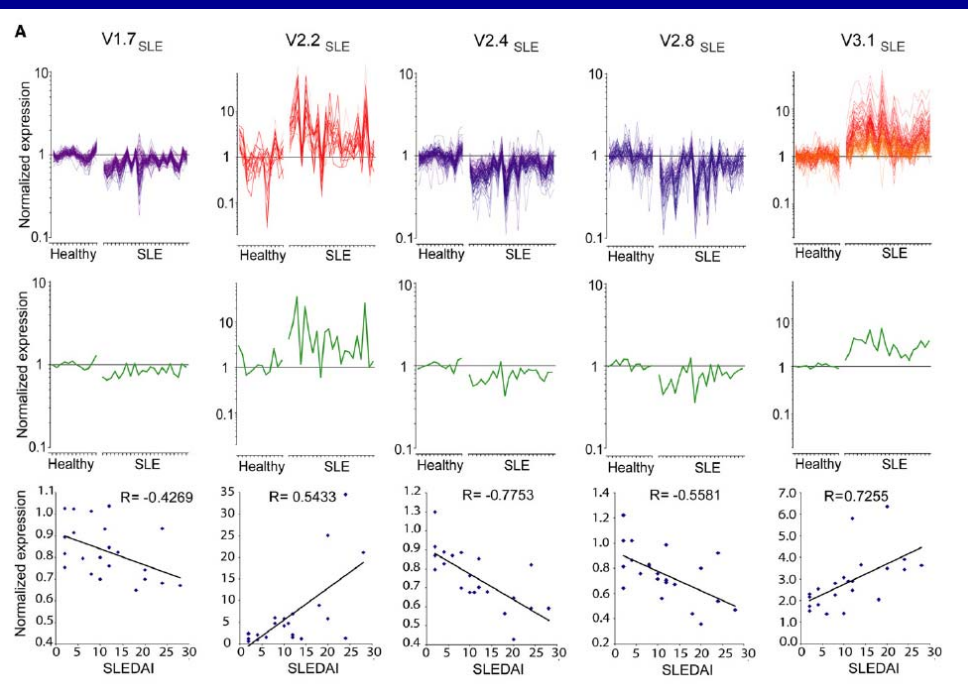 A
V1.7 SLE V2.2 SLE V2.4 SLE V2.8 SLE V3.1 SLE
Normalized expression
10 1 0.1
10 1 0.1
10 1 0.1
10 1 0.1
10 1 0.1
Healthy SLE Healthy SLE Healthy SLE Healthy SLE Healthy SLE
Normalized expression
10 1 0.1
10 1 0.1
10 1 0.1
10 1 0.1
10 1 0.1
Healthy SLE Healthy SLE Healthy SLE Healthy SLE Healthy SLE
Normalized expression
R= -0.4269 R= 0.5433 R= -0.7753 R= -0.5581 R=0.7255
1.1 1.0 0.9 0.8 0.7 0.6 0.5 0.4
35 30 25 20 15 10 5 0
1.2 1.3 1.2 1.0 0.9 0.8 0.7 0.6 0.5 0.4
1.4 1.2 1.0 0.8 0.6 0.4 0.2
7.0 6.0 5.0 4.0 3.0 2.0 1.0 0.0
0 5 10 15 20 25 30 0 5 10 15 20 25 30 0 5 10 15 20 25 30 0 5 10 15 20 25 30 0 5 10 15 20 25 30
SLEDAI SLEDAI SLEDAI SLEDAI SLEDAI